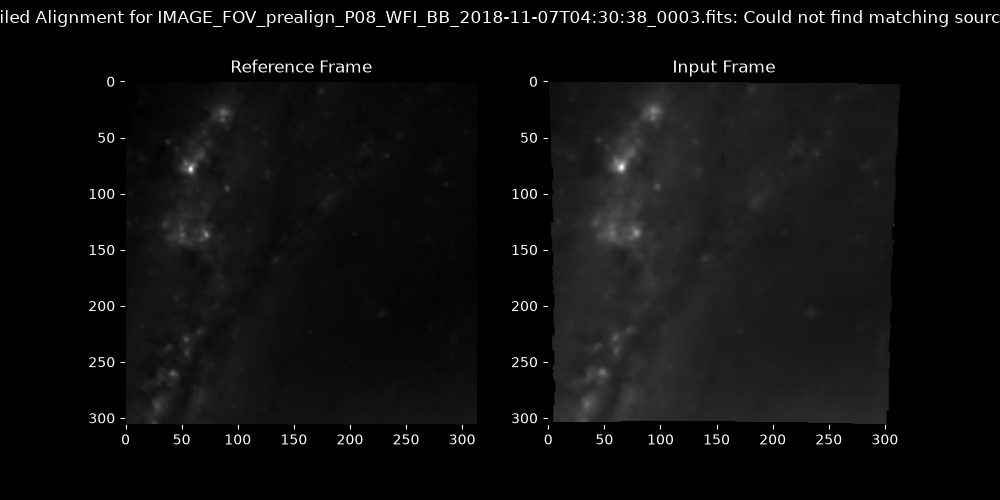 iled Alignment for IMAGE_FOV_prealign_P08_WFI_BB_2018-11-07T04:30:38_0003.fits: Could not find matching sourc
Reference Frame
Input Frame
0
50
100
150
200
250
300
0 50 100 150 200 250 300
0
50
100
150
200
250
300
0 50 100 150 200 250 300